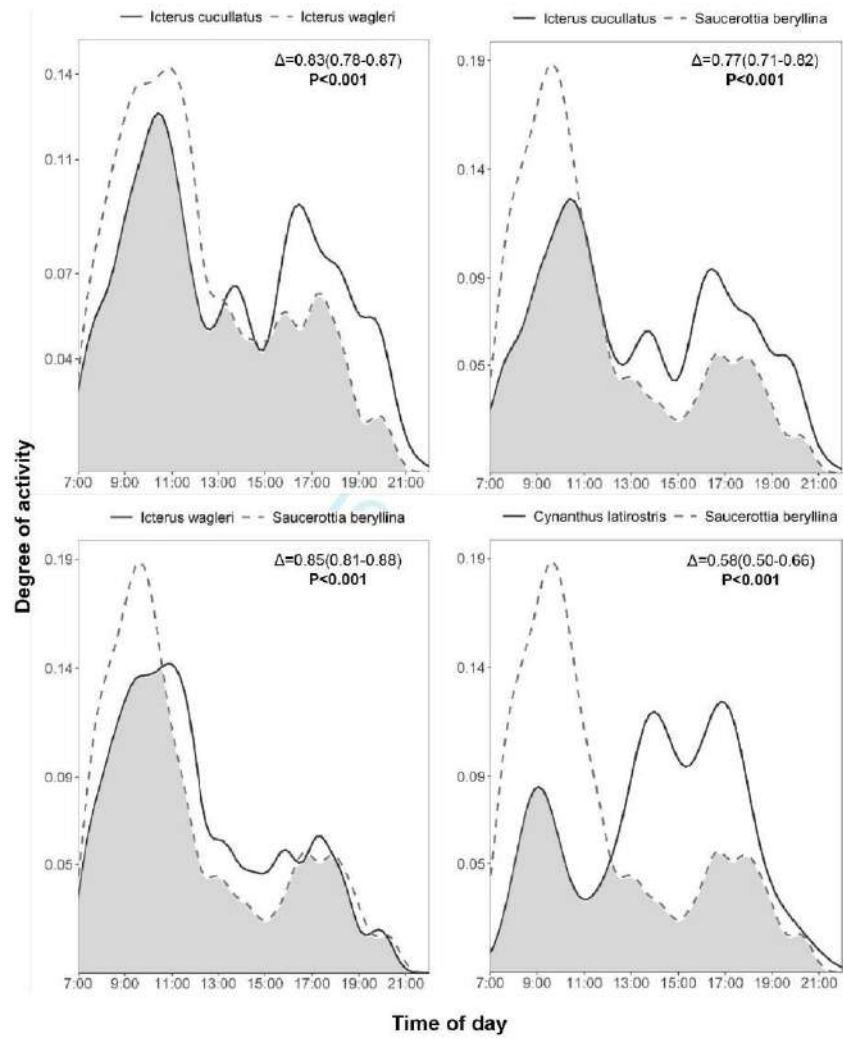 Icterus cucullatus Icterus wagleri
Δ=0.83(0.78-0.87)
P<0.001
0.14
0.11
0.07
0.04
7:00 9:00 11:00 13:00 15:00 17:00 19:00 21:00
Icterus cucullatus Saucerottia beryllina
Δ=0.77(0.71-0.82)
P<0.001
0.19
0.14
0.09
0.05
7:00 9:00 11:00 13:00 15:00 17:00 19:00 21:00
Icterus wagleri Saucerottia beryllina
Δ=0.85(0.81-0.88)
P<0.001
0.19
0.14
0.09
0.05
7:00 9:00 11:00 13:00 15:00 17:00 19:00 21:00
Cynanthus latirostris Saucerottia beryllina
Δ=0.58(0.50-0.66)
P<0.001
0.19
0.14
0.09
0.05
7:00 9:00 11:00 13:00 15:00 17:00 19:00 21:00
Degree of activity
Time of day